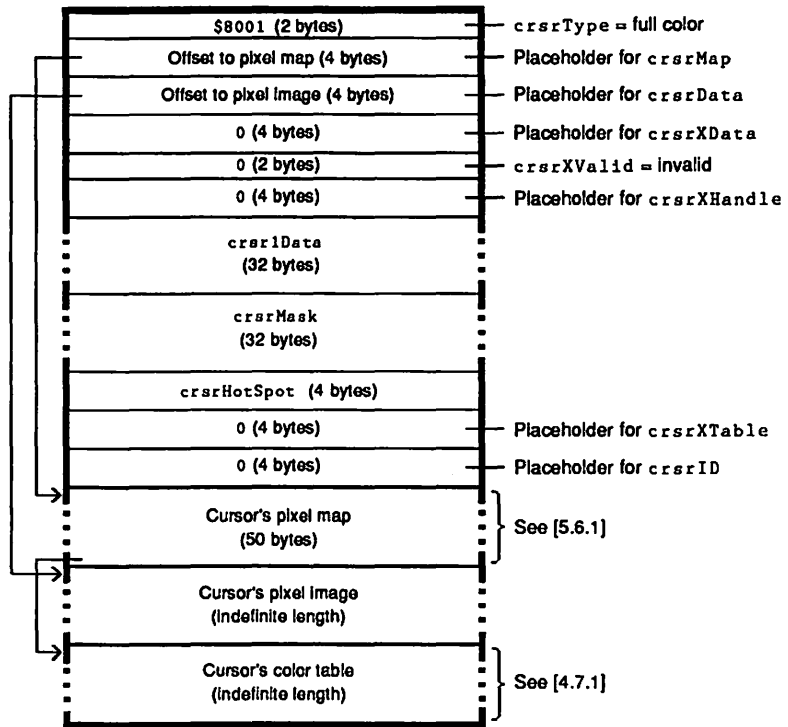 $8001 (2 bytes)
crsrType = full color
Offset to pixel map (4 bytes)
Placeholder for crsrMap
Offset to pixel image (4 bytes)
Placeholder for crsrData
0 (4 bytes)
Placeholder for crsrXData
0 (2 bytes)
crsrXValid = invalid
0 (4 bytes)
Placeholder for crsrXHandle
crsr1Data
(32 bytes)
crsrMask
(32 bytes)
crsrHotSpot (4 bytes)
0 (4 bytes)
Placeholder for crsrXTable
0 (4 bytes)
Placeholder for crsrID
Cursor's pixel map
(50 bytes)
See [5.6.1]
Cursor's pixel image
(indefinite length)
Cursor's color table
(indefinite length)
See [4.7.1]